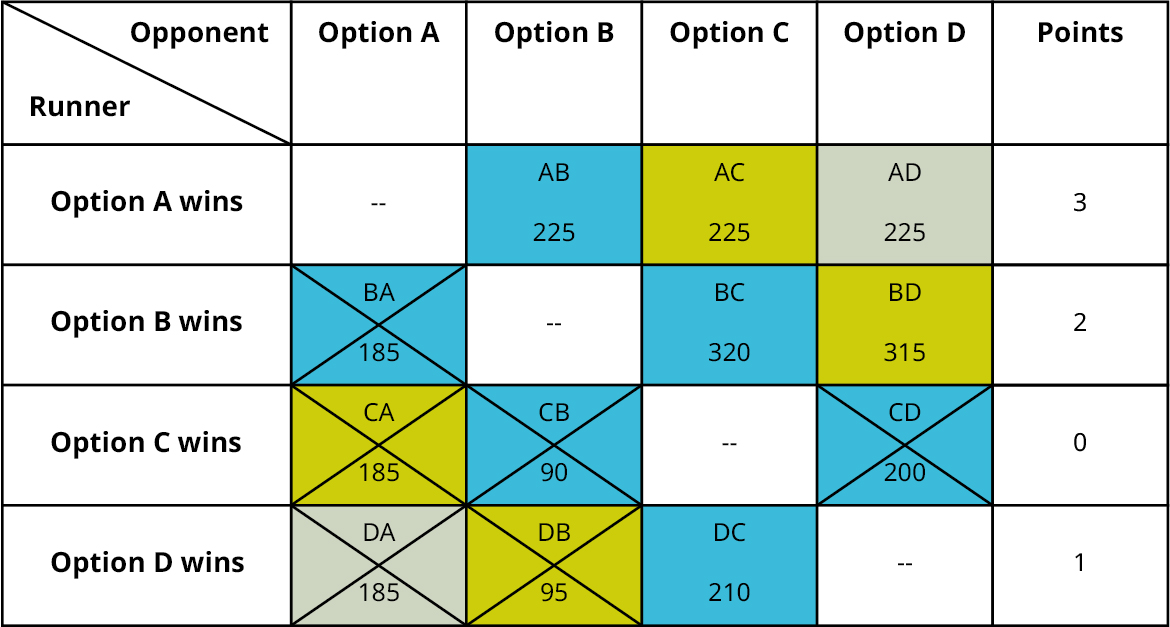 Opponent Option A Option B Option C Option D Points
Runner
Option A wins -- AB 225 AC 225 AD 225 3
Option B wins BA 185 -- BC 320 BD 315 2
Option C wins CA 185 CB 90 -- CD 200 0
Option D wins DA 185 DB 95 DC 210 -- 1